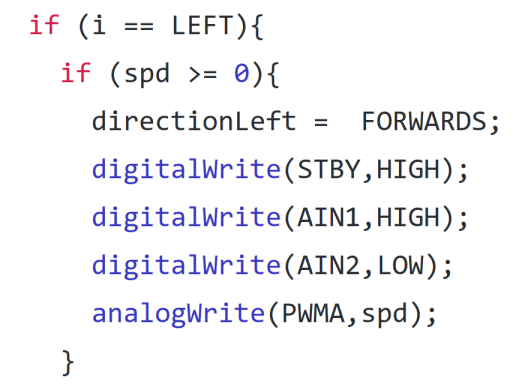 if (i == LEFT){
if (spd >= 0){
directionLeft =  FORWARDS;
digitalWrite(STBY,HIGH);
digitalWrite(AIN1,HIGH);
digitalWrite(AIN2,LOW);
analogWrite(PWMA,spd);
}